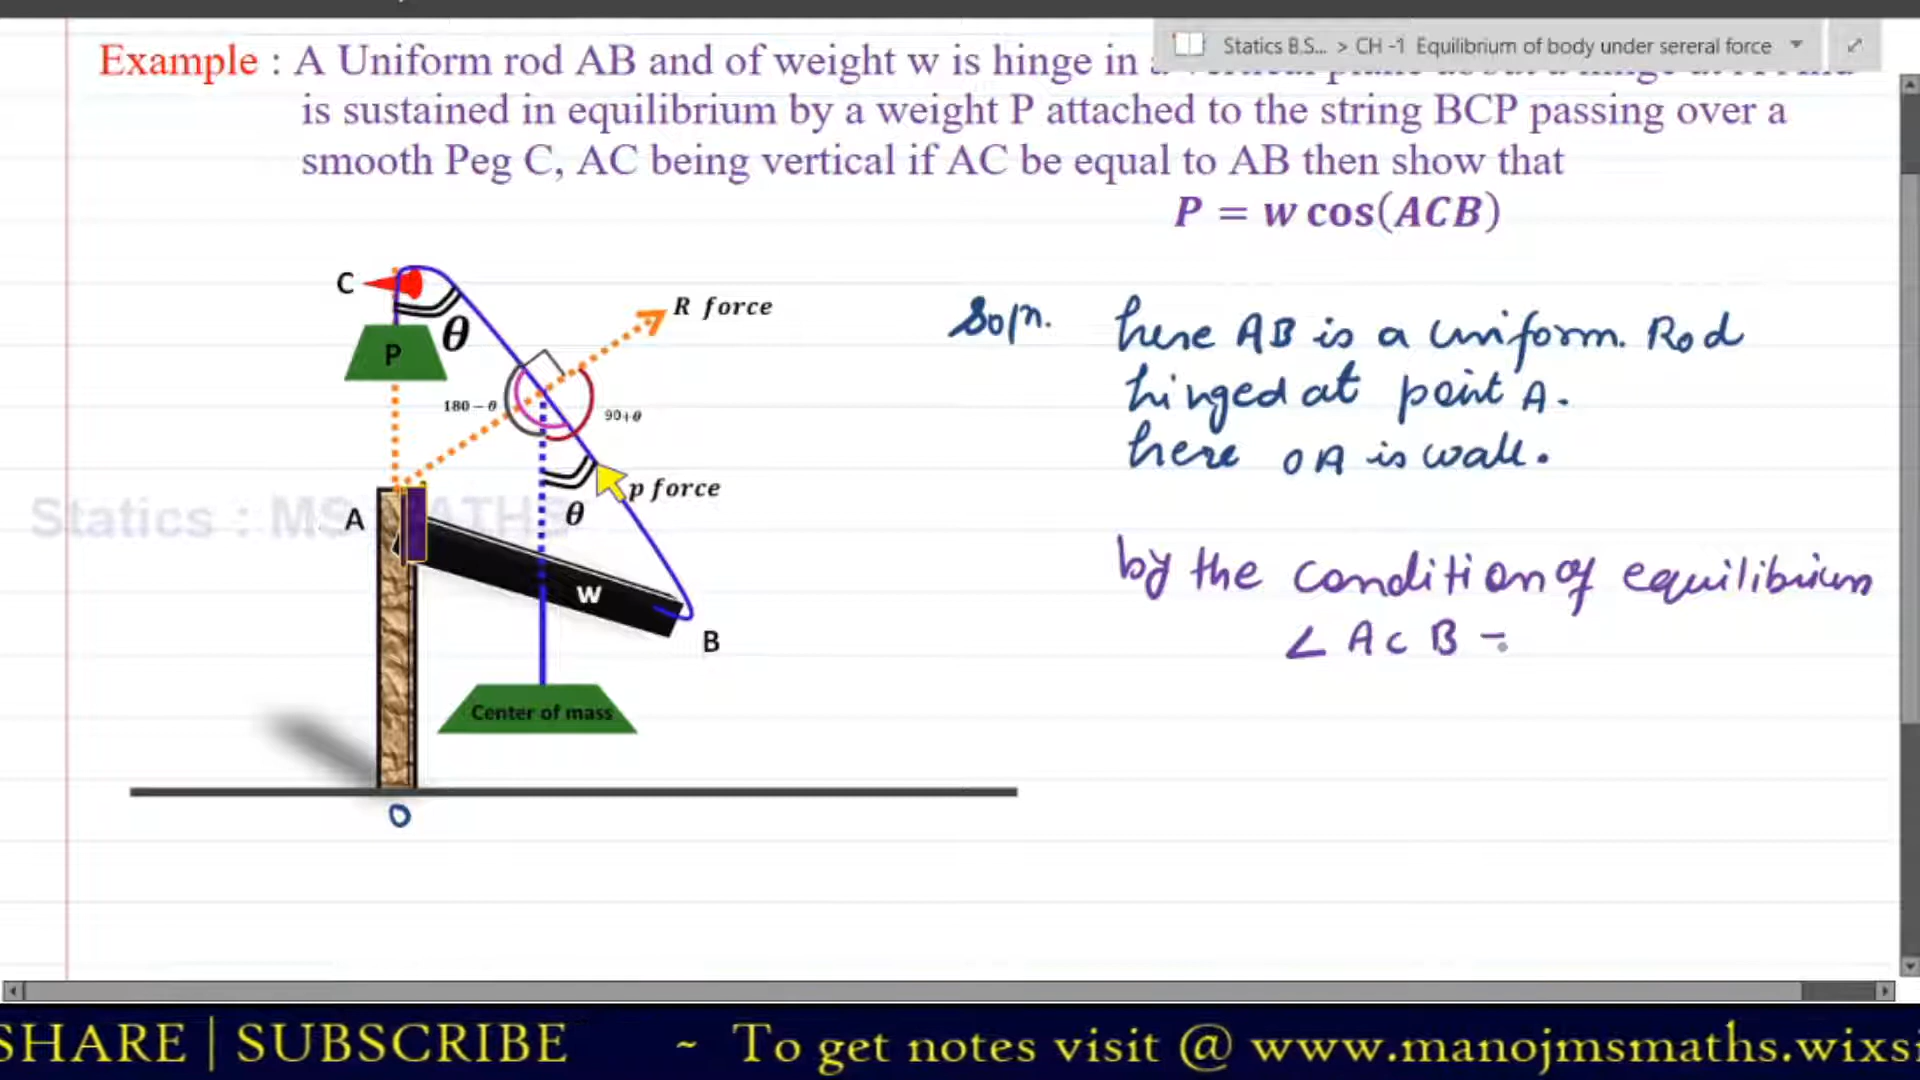 Statics B.S... > CH -1 Equilibrium of body under sereral force
Example : A Uniform rod AB and of weight w is hinge in a
is sustained in equilibrium by a weight P attached to the string BCP passing over a
smooth Peg C, AC being vertical if AC be equal to AB then show that
P = w cos(ACB)
C
R force
θ
P
180 − θ
90+θ
p force
θ
A
Statics : MS MATHS
W
B
Center of mass
O
Soln. here AB is a uniform. Rod
hinged at point A.
here OA is wall.
by the condition of equilibrium
∠ ACB =
SHARE | SUBSCRIBE ~ To get notes visit @ www.manojmsmaths.wixsi